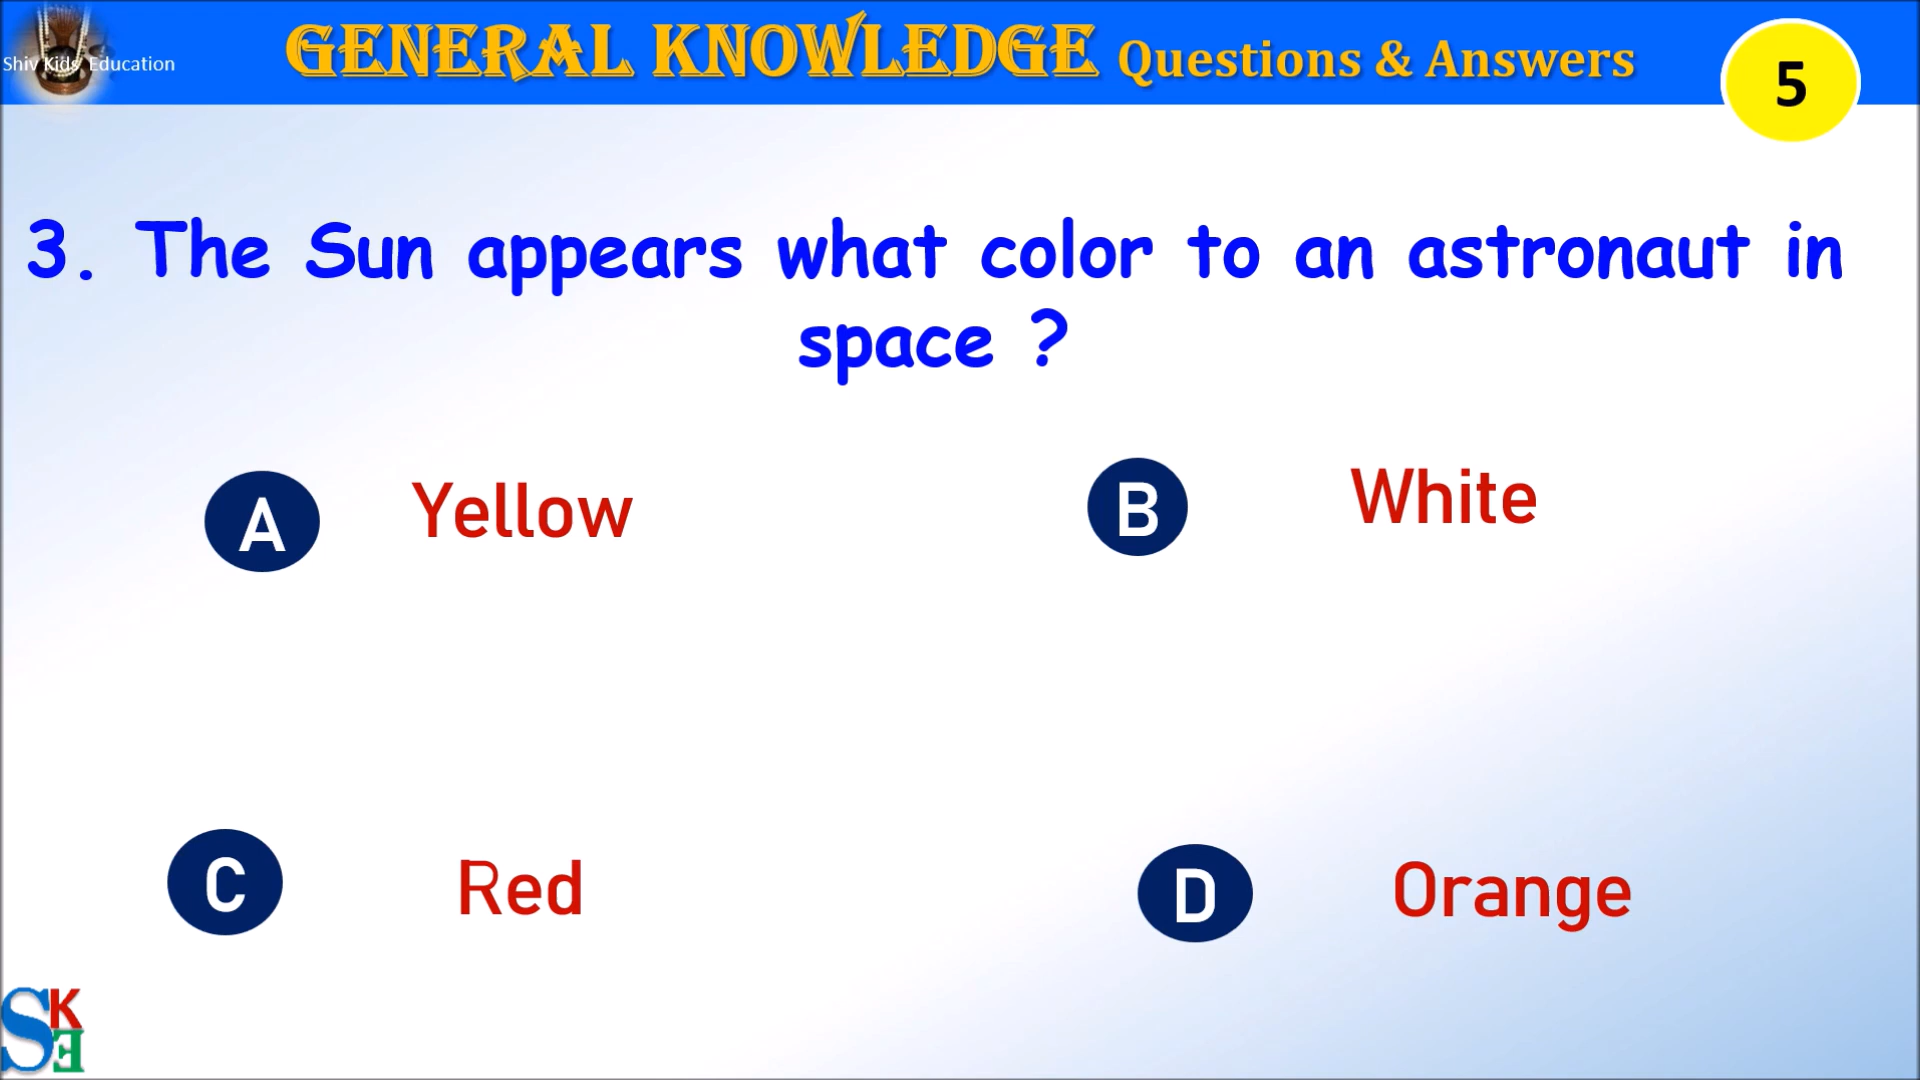 Shiv Kids Education
GENERAL KNOWLEDGE Questions & Answers
5
3. The Sun appears what color to an astronaut in
space ?
A Yellow
B White
C Red
D Orange
SKE